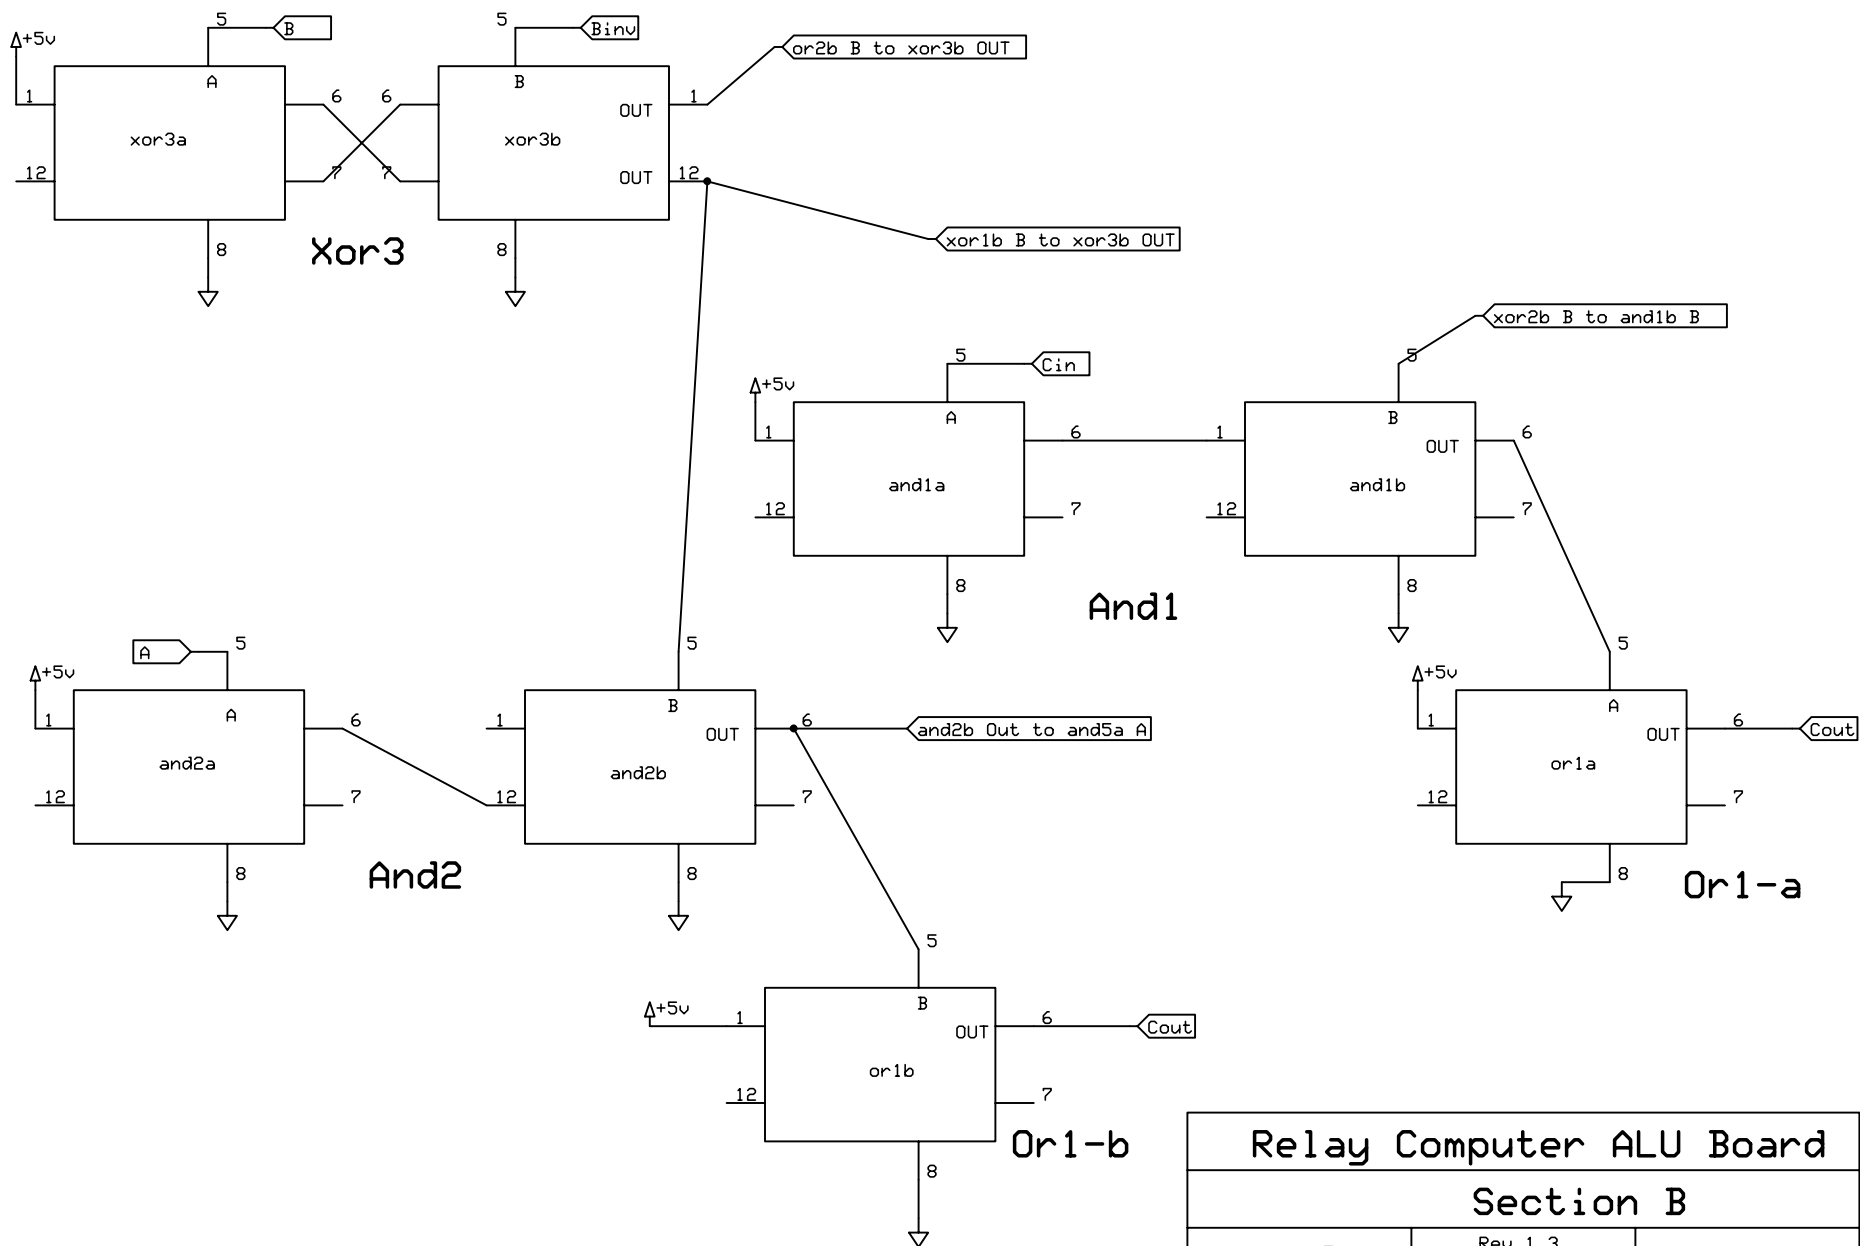 5 B 5 Binv
+5v or2b B to xor3b OUT
A B
1 6 6 OUT 1
xor3a xor3b
12 7 7 OUT 12
8 Xor3 8 xor1b B to xor3b OUT
xor2b B to and1b B
5 Cin 5
+5v
A B
1 6 1 OUT 6
and1a and1b
12 7 12 7
8 And1 8
A 5 5 5
+5v +5v
A B A
1 6 1 OUT 6 and2b Out to and5a A 1 OUT 6 Cout
and2a and2b or1a
12 7 12 7 12 7
8 And2 8 8 Or1-a
5
+5v B
1 OUT 6 Cout
or1b
12 7
Or1-b
8
Relay Computer ALU Board
Section B
Rev 1.3